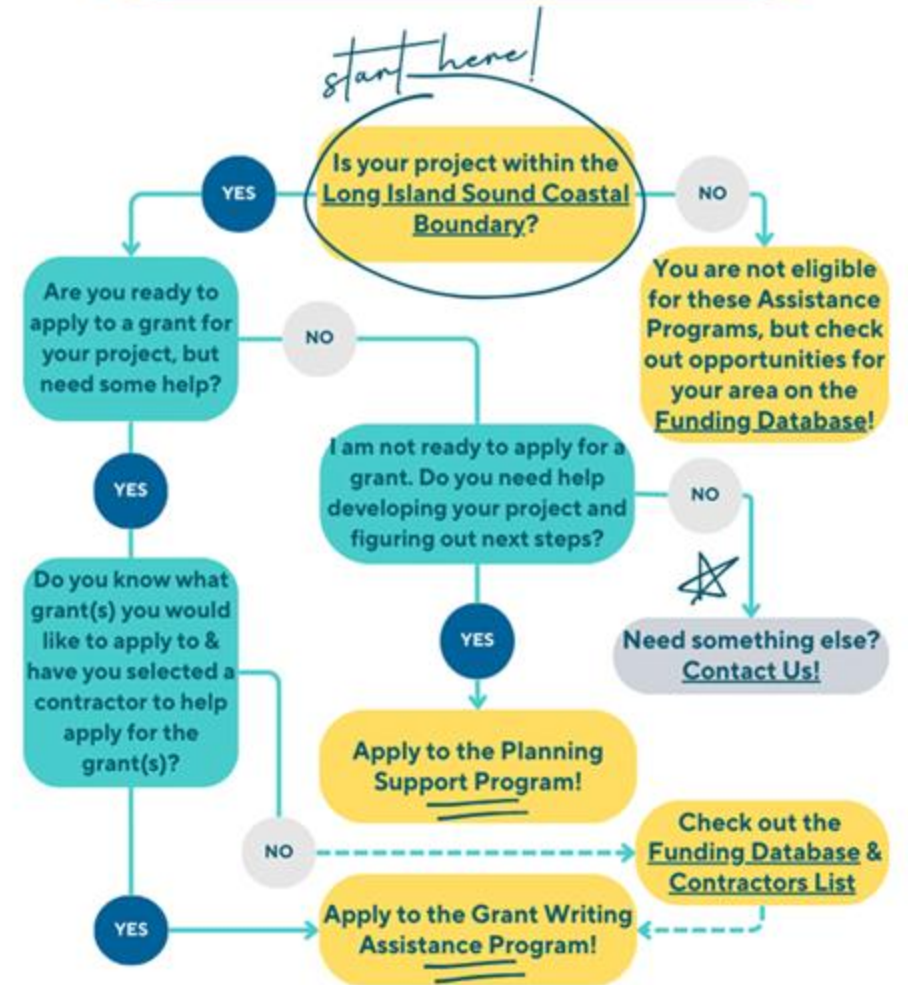 start here!
Is your project within the
Long Island Sound Coastal
Boundary?
YES
NO
You are not eligible
for these Assistance
Programs, but check
out opportunities for
your area on the
Funding Database!
Are you ready to
apply to a grant for
your project, but
need some help?
NO
YES
I am not ready to apply for a
grant. Do you need help
developing your project and
figuring out next steps?
NO
Need something else?
Contact Us!
YES
Apply to the Planning
Support Program!
Do you know what
grant(s) you would
like to apply to &
have you selected a
contractor to help
apply for the
grant(s)?
NO
Check out the
Funding Database &
Contractors List
YES
Apply to the Grant Writing
Assistance Program!